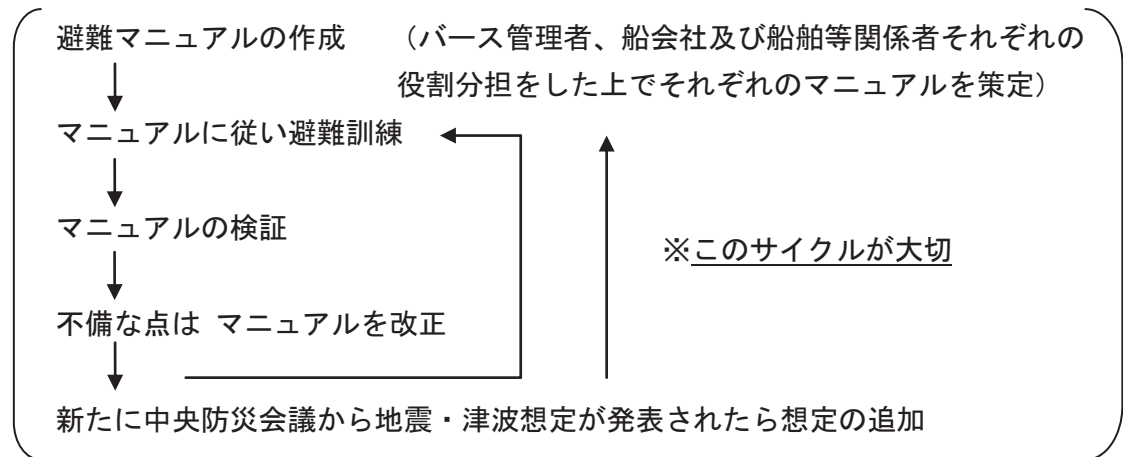 避難マニュアルの作成 （バース管理者、船会社及び船舶等関係者それぞれの
役割分担をした上でそれぞれのマニュアルを策定）
マニュアルに従い避難訓練
マニュアルの検証
※このサイクルが大切
不備な点は マニュアルを改正
新たに中央防災会議から地震・津波想定が発表されたら想定の追加